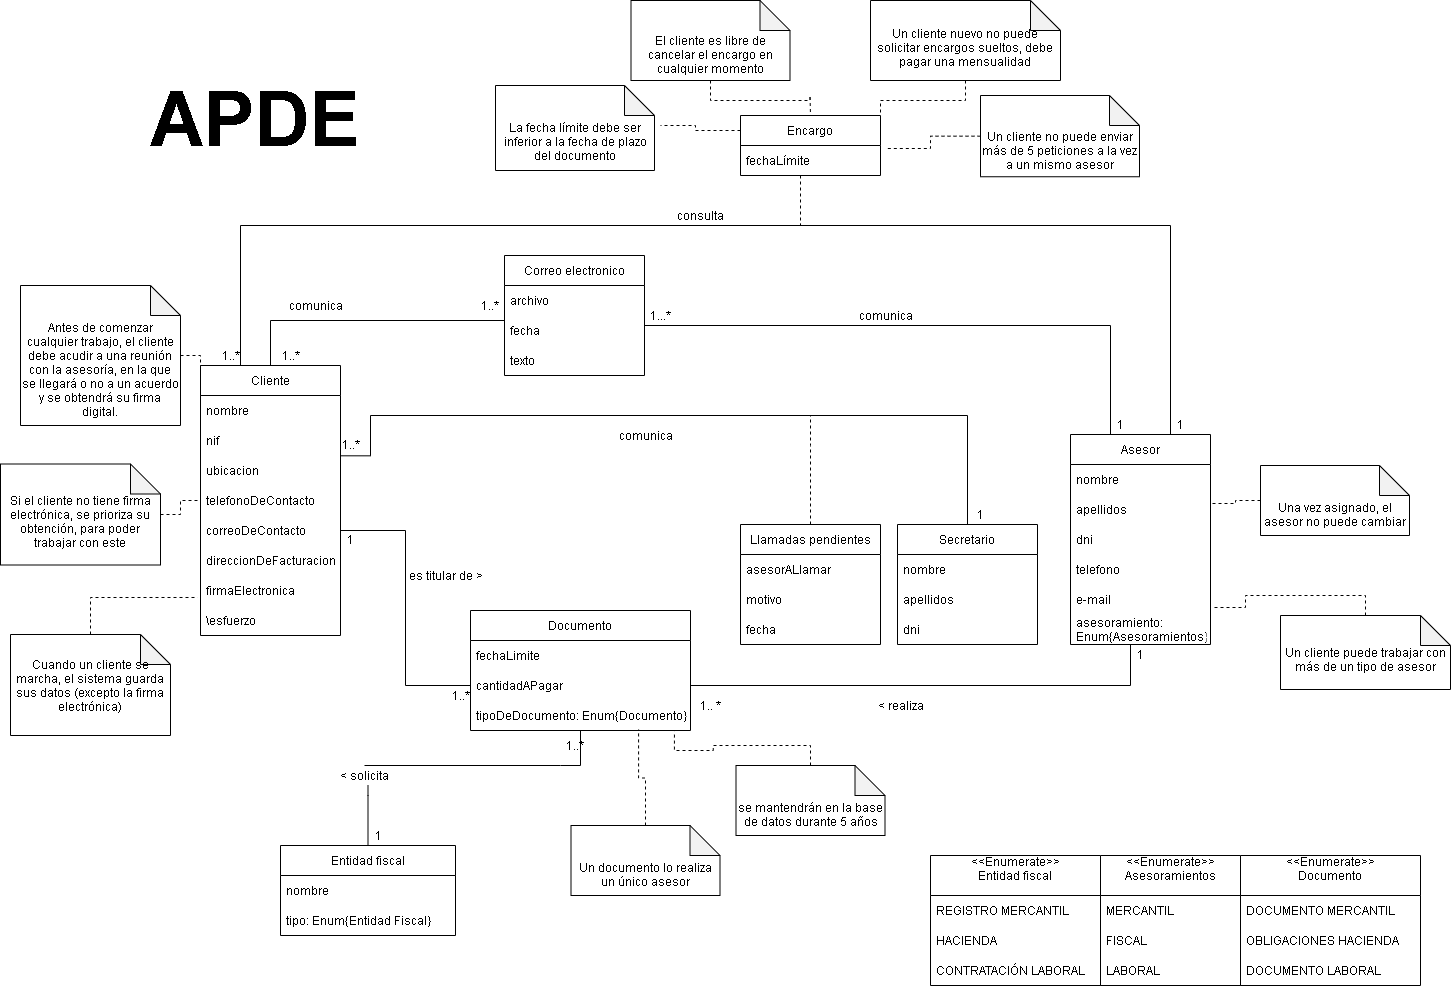 APDE
El cliente es libre de
cancelar el encargo en
cualquier momento
Un cliente nuevo no puede
solicitar encargos sueltos, debe
pagar una mensualidad
La fecha límite debe ser
inferior a la fecha de plazo
del documento
Encargo
fechaLímite
Un cliente no puede enviar
más de 5 peticiones a la vez
a un mismo asesor
consulta
Correo electronico
archivo
fecha
texto
comunica
1..*
1...*
comunica
Antes de comenzar
cualquier trabajo, el cliente
debe acudir a una reunión
con la asesoría, en la que
se llegará o no a un acuerdo
y se obtendrá su firma
digital.
1..*
1..*
Cliente
nombre
nif
ubicacion
telefonoDeContacto
correoDeContacto
direccionDeFacturacion
firmaElectronica
\esfuerzo
1..*
comunica
1
1
1
Asesor
nombre
apellidos
dni
telefono
e-mail
asesoramiento:
Enum{Asesoramientos}
Si el cliente no tiene firma
electrónica, se prioriza su
obtención, para poder
trabajar con este
Una vez asignado, el
asesor no puede cambiar
Llamadas pendientes
asesorALlamar
motivo
fecha
Secretario
nombre
apellidos
dni
1
es titular de >
Cuando un cliente se
marcha, el sistema guarda
sus datos (excepto la firma
electrónica)
Documento
fechaLimite
cantidadAPagar
tipoDeDocumento: Enum{Documento}
1..*
1.. *
< realiza
1
Un cliente puede trabajar con
más de un tipo de asesor
1..*
< solicita
1
se mantendrán en la base
de datos durante 5 años
Un documento lo realiza
un único asesor
Entidad fiscal
nombre
tipo: Enum{Entidad Fiscal}
<<Enumerate>>
Entidad fiscal
REGISTRO MERCANTIL
HACIENDA
CONTRATACIÓN LABORAL
<<Enumerate>>
Asesoramientos
MERCANTIL
FISCAL
LABORAL
<<Enumerate>>
Documento
DOCUMENTO MERCANTIL
OBLIGACIONES HACIENDA
DOCUMENTO LABORAL